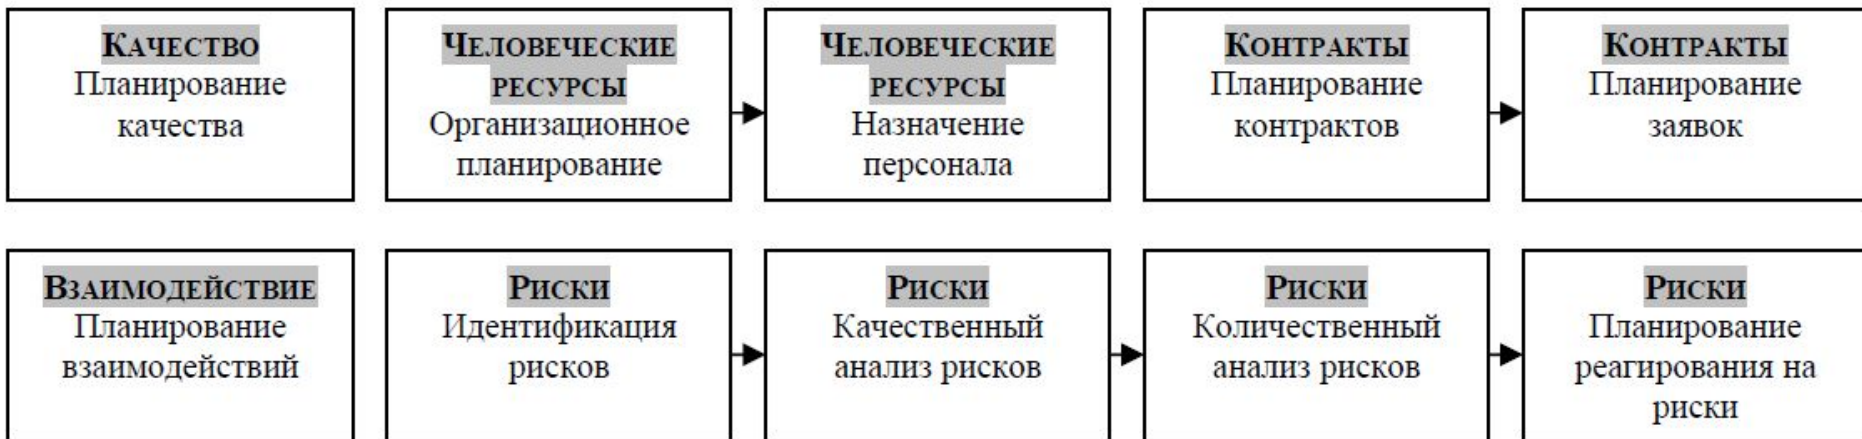 КАЧЕСТВО
Планирование
качества
ЧЕЛОВЕЧЕСКИЕ
РЕСУРСЫ
Организационное
планирование
ЧЕЛОВЕЧЕСКИЕ
РЕСУРСЫ
Назначение
персонала
КОНТРАКТЫ
Планирование
контрактов
КОНТРАКТЫ
Планирование
заявок
ВЗАИМОДЕЙСТВИЕ
Планирование
взаимодействий
РИСКИ
Идентификация
рисков
РИСКИ
Качественный
анализ рисков
РИСКИ
Количественный
анализ рисков
РИСКИ
Планирование
реагирования на
риски